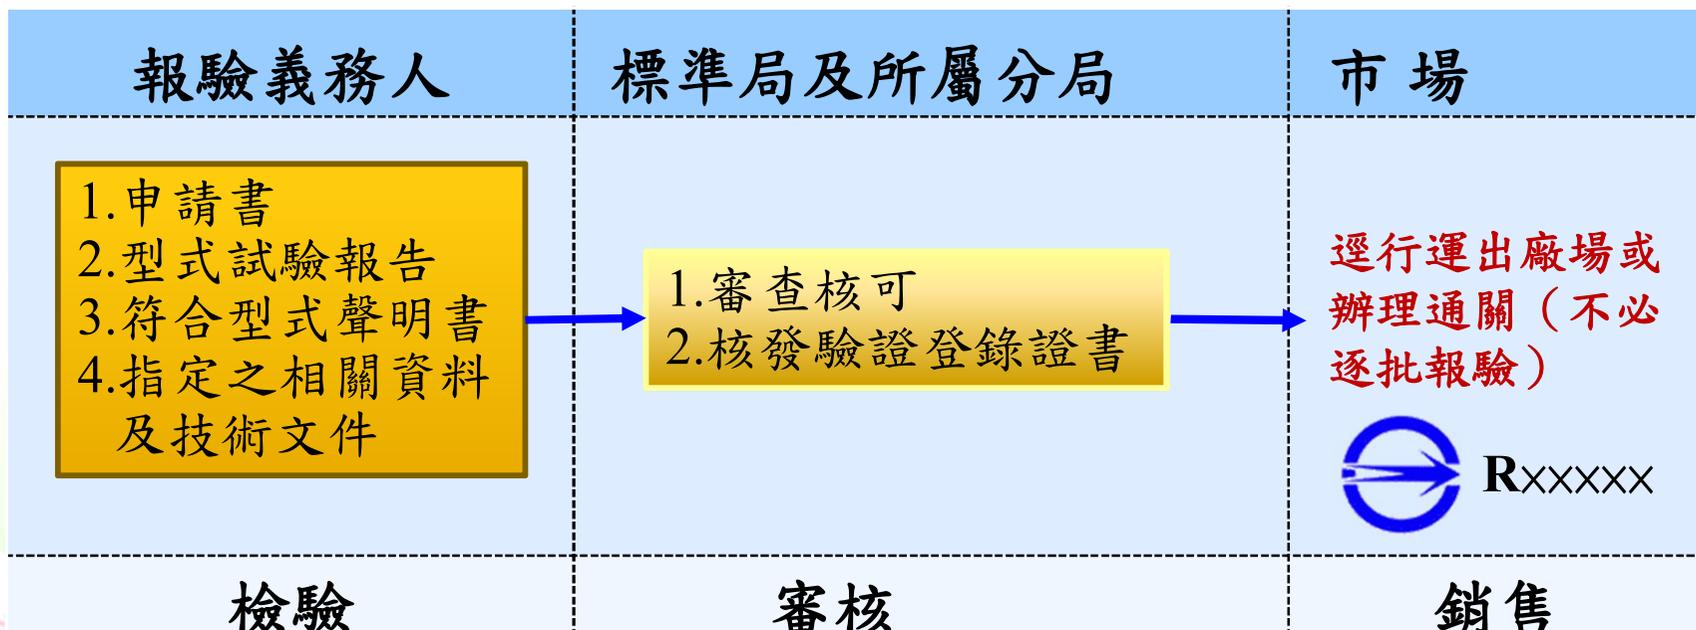 報驗義務人
標準局及所屬分局
市 場
1.申請書
2.型式試驗報告
3.符合型式聲明書
4.指定之相關資料
及技術文件
1.審查核可
2.核發驗證登錄證書
逕行運出廠場或
辦理通關（不必
逐批報驗）
Rxxxxx
檢驗
審核
銷售